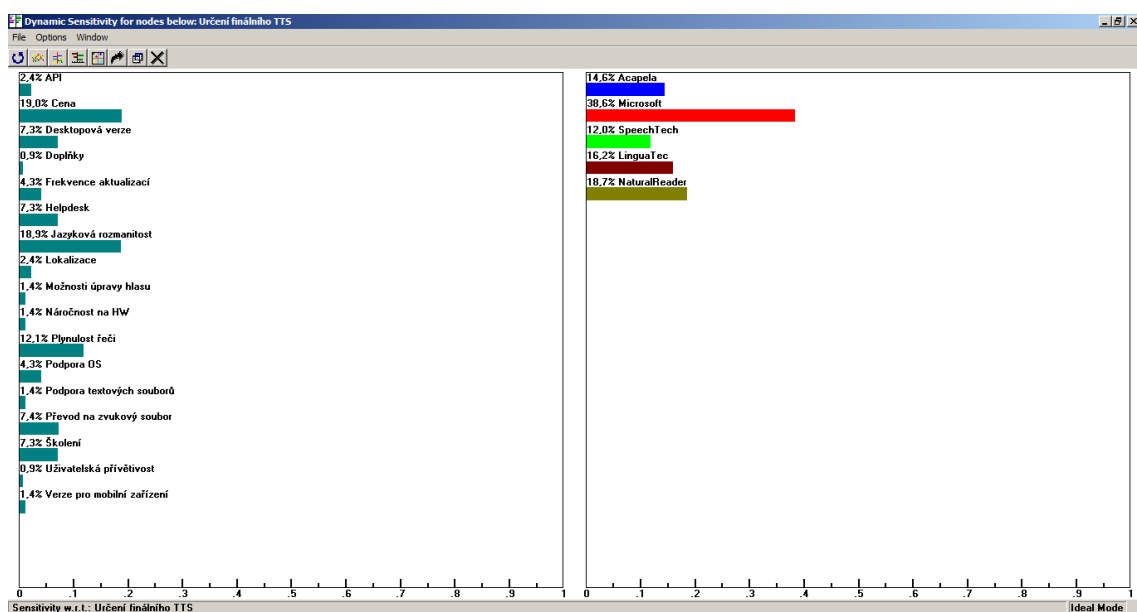 Dynamic Sensitivity for nodes below: Určení finálního TTS
File Options Window
2,4% API
19,0% Cena
7,3% Desktopová verze
0,9% Doplňky
4,3% Frekvence aktualizací
7,3% Helpdesk
18,9% Jazyková rozmanitost
2,4% Lokalizace
1,4% Možnosti úpravy hlasu
1,4% Náročnost na HW
12,1% Plynulost řeči
4,3% Podpora OS
1,4% Podpora textových souborů
7,4% Převod na zvukový soubor
7,3% Školení
0,9% Uživatelská přívětivost
1,4% Verze pro mobilní zařízení
0 .1 .2 .3 .4 .5 .6 .7 .8 .9 1
14,6% Acapela
38,6% Microsoft
12,0% SpeechTech
16,2% LinguaTec
18,7% NaturalReader
0 .1 .2 .3 .4 .5 .6 .7 .8 .9 1
Sensitivity w.r.t.: Určení finálního TTS
Ideal Mode